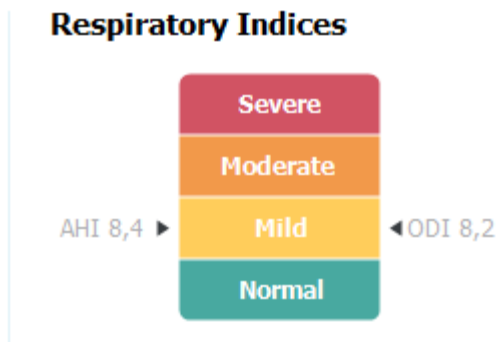 Respiratory Indices
Severe
Moderate
AHI 8,4 Mild ODI 8,2
Normal